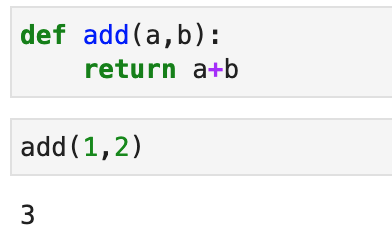 def add(a,b):
    return a+b
add(1,2)
3